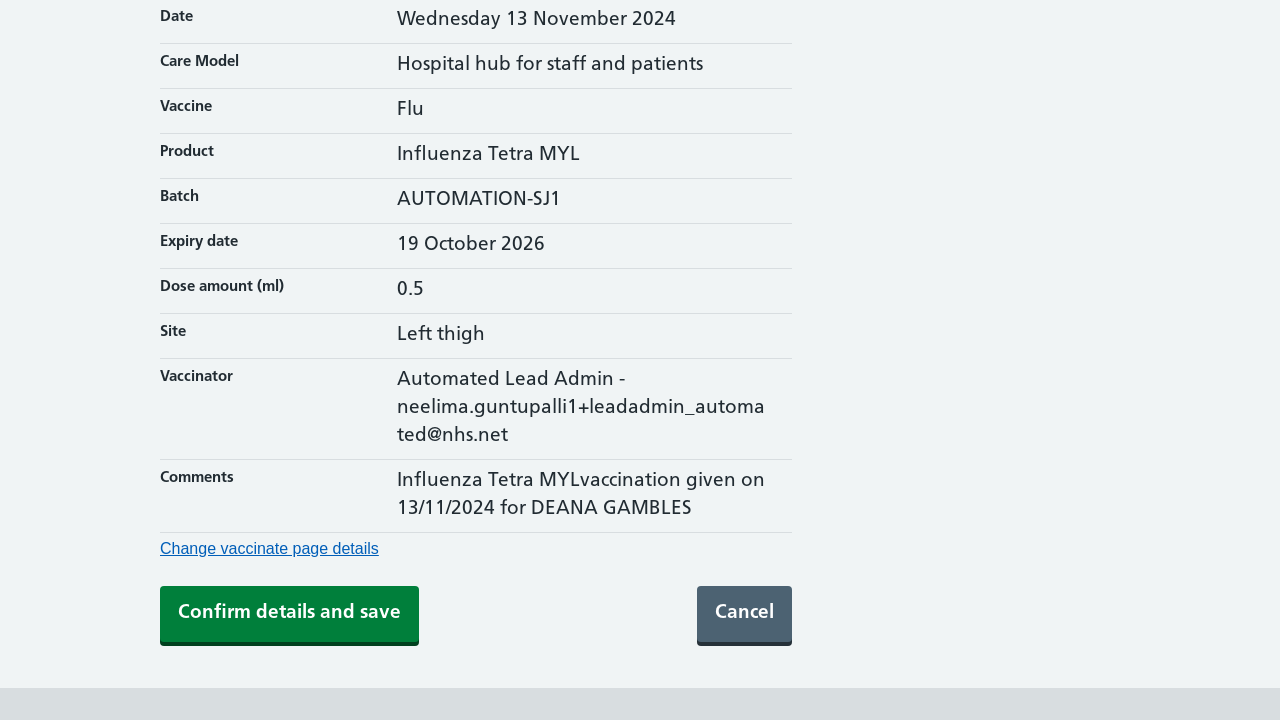 Date
Wednesday 13 November 2024
Care Model
Hospital hub for staff and patients
Vaccine
Flu
Product
Influenza Tetra MYL
Batch
AUTOMATION-SJ1
Expiry date
19 October 2026
Dose amount (ml)
0.5
Site
Left thigh
Vaccinator
Automated Lead Admin -
neelima.guntupalli1+leadadmin_automa
ted@nhs.net
Comments
Influenza Tetra MYLvaccination given on
13/11/2024 for DEANA GAMBLES
Change vaccinate page details
Confirm details and save
Cancel